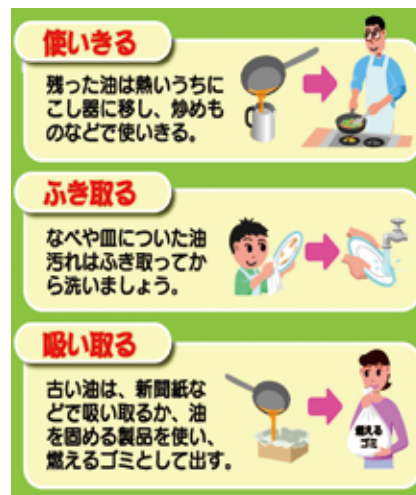 使いきる
残った油は熱いうちに
こし器に移し、炒めも
のなどで使いきる。
ふき取る
なべや皿についた油
汚れはふき取ってか
ら洗いましょう。
吸い取る
古い油は、新聞紙な
どで吸い取るか、油
を固める製品を使い、
燃えるゴミとして出す。
燃える
ゴミ